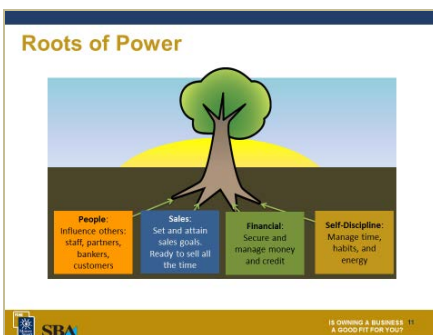 Roots of Power
People:
Influence others:
staff, partners,
bankers,
customers
Sales:
Set and attain
sales goals.
Ready to sell all
the time
Financial:
Secure and
manage money
and credit
Self-Discipline:
Manage time,
habits, and
energy
SBA
IS OWNING A BUSINESS 11
A GOOD FIT FOR YOU?